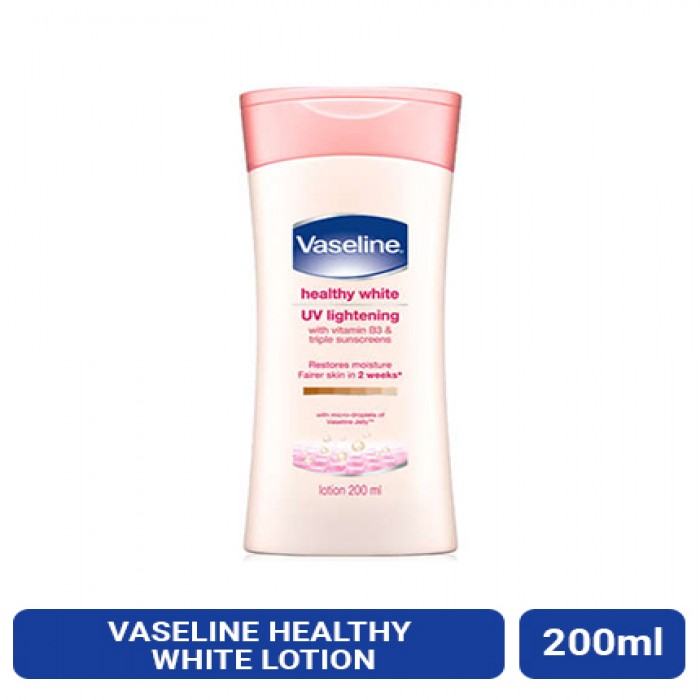 Vaseline®
healthy white
UV lightening
with vitamin B3 &
triple sunscreens
Restores moisture
Fairer skin in 2 weeks*
with micro-droplets of
Vaseline Jelly™
lotion 200 ml
VASELINE HEALTHY
WHITE LOTION
200ml